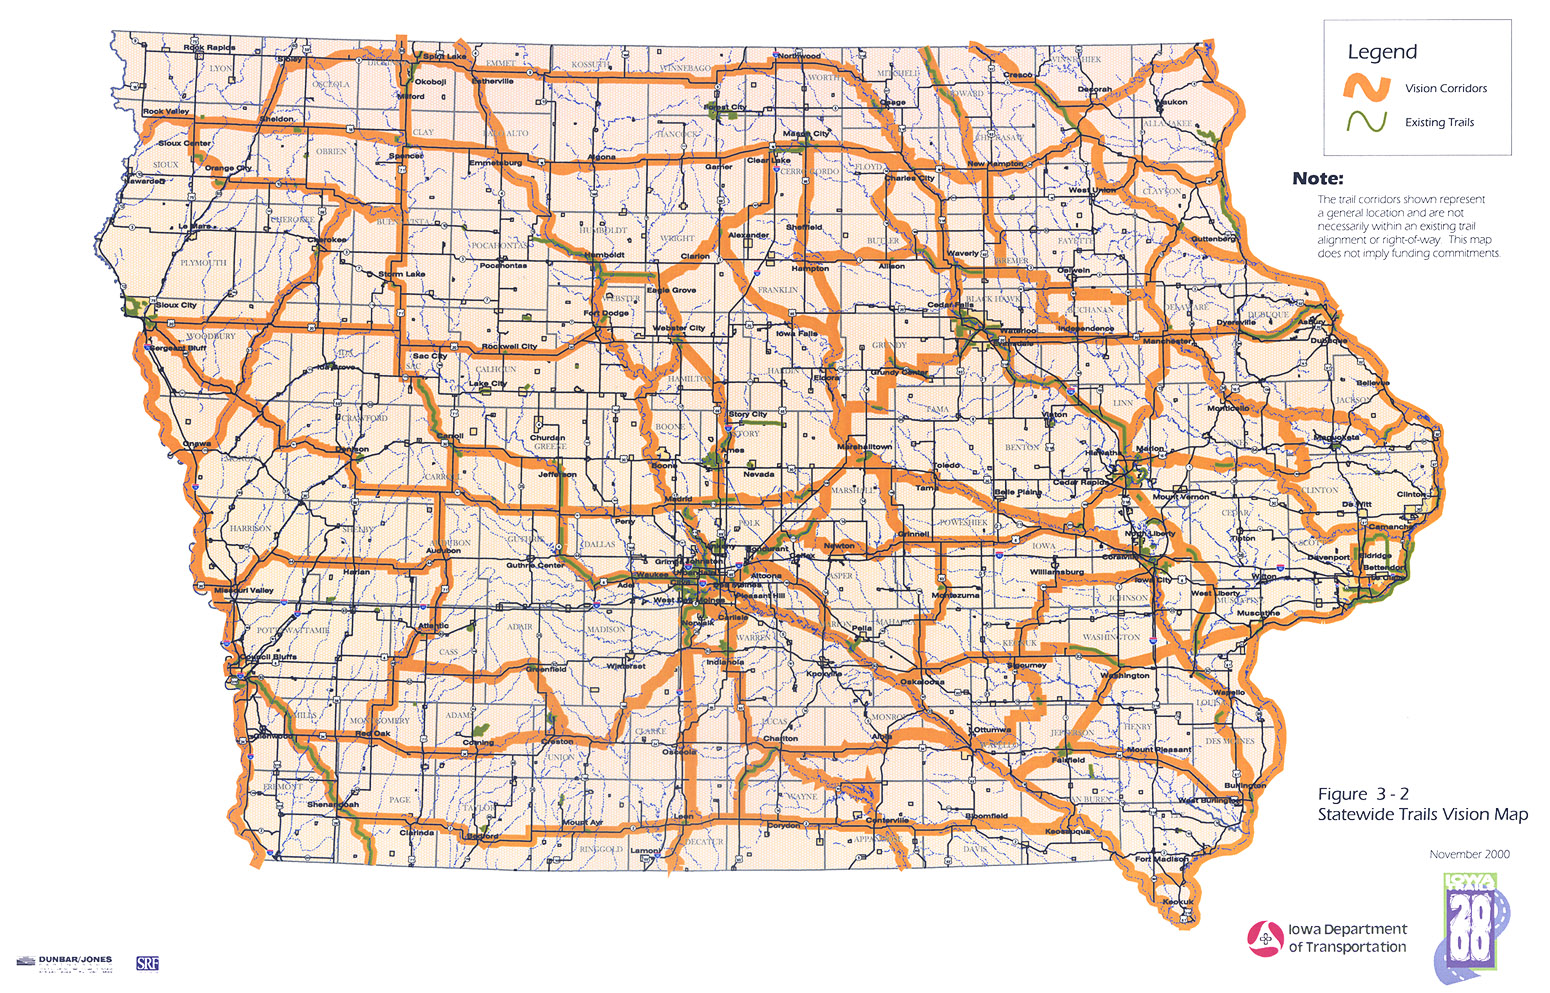 Legend
Vision Corridors
Existing Trails
Note:
The trail corridors shown represent
a general location and are not
necessarily within an existing trail
alignment or right-of-way. This map
does not imply funding commitments.
Rock Rapids
Sibley
Spirit Lake
Northwood
LYON
OSCEOLA
EMMET
KOSSUTH
WINNEBAGO
WORTH
MITCHELL
HOWARD
WINNESHIEK
Okoboji
Estherville
Cresco
Milford
Decorah
Rock Valley
Sheldon
Forest City
Osage
Waukon
CLAY
PALO ALTO
HANCOCK
Mason City
ALLAMAKEE
Sioux Center
OBRIEN
Spencer
Emmetsburg
Algona
Garner
Clear Lake
SIOUX
Orange City
CERRO GORDO
FLOYD
New Hampton
Charles City
Hawarden
West Union
CLAYTON
CHEROKEE
BUENA VISTA
Le Mars
HUMBOLDT
WRIGHT
Alexander
Sheffield
Guttenberg
Cherokee
POCAHONTAS
BUTLER
FAYETTE
PLYMOUTH
Humboldt
Clarion
Waverly
BREMER
Pocahontas
Hampton
Allison
Oelwein
Storm Lake
Eagle Grove
FRANKLIN
WEBSTER
BLACK HAWK
Sioux City
Fort Dodge
Cedar Falls
BUCHANAN
DELAWARE
DUBUQUE
WOODBURY
Webster City
Iowa Falls
Waterloo
Independence
Dyersville
Asbury
Evansdale
Manchester
Dubuque
Sergeant Bluff
Rockwell City
GRUNDY
Sac City
SAC
CALHOUN
Ida Grove
HAMILTON
HARDIN
Eldora
Grundy Center
Lake City
Bellevue
LINN
JACKSON
Story City
TAMA
Vinton
Monticello
CRAWFORD
BOONE
STORY
Onawa
Carroll
Churdan
Denison
GREENE
Ames
Marshalltown
BENTON
Hiawatha
Marion
Maquoketa
Boone
Toledo
Jefferson
Nevada
CARROLL
Tama
Cedar Rapids
MARSHALL
Belle Plaine
Mount Vernon
CLINTON
Clinton
Madrid
De Witt
HARRISON
SHELBY
Perry
POLK
POWESHIEK
CEDAR
Camanche
GUTHRIE
DALLAS
AUDUBON
Audubon
Newton
Grinnell
IOWA
North Liberty
Tipton
SCOTT
Bondurant
Colfax
Coralville
Davenport
Eldridge
Guthrie Center
Harlan
Waukee
Altoona
JASPER
Williamsburg
Iowa City
Wilton
Bettendorf
Le Claire
Adel
Missouri Valley
West Des Moines
Pleasant Hill
Montezuma
JOHNSON
West Liberty
MUSCATINE
Muscatine
Norwalk
Carlisle
POTTAWATTAMIE
Atlantic
ADAIR
MADISON
WARREN
MARION
Pella
MAHASKA
KEOKUK
WASHINGTON
CASS
Council Bluffs
Greenfield
Winterset
Indianola
Knoxville
Oskaloosa
Sigourney
Washington
Wapello
LOUISA
MILLS
MONTGOMERY
ADAMS
CLARKE
LUCAS
MONROE
Ottumwa
JEFFERSON
HENRY
Glenwood
Red Oak
Corning
Creston
UNION
Osceola
Chariton
Albia
WAPELLO
Fairfield
Mount Pleasant
DES MOINES
FREMONT
PAGE
TAYLOR
WAYNE
VAN BUREN
Burlington
West Burlington
Shenandoah
Clarinda
Bedford
Mount Ayr
Leon
Corydon
Centerville
Bloomfield
Keosauqua
RINGGOLD
Lamoni
DECATUR
APPANOOSE
DAVIS
Fort Madison
Keokuk
Figure 3 - 2
Statewide Trails Vision Map
November 2000
IOWA
TRAILS
2000
Iowa Department
of Transportation
DUNBAR/JONES
SRF